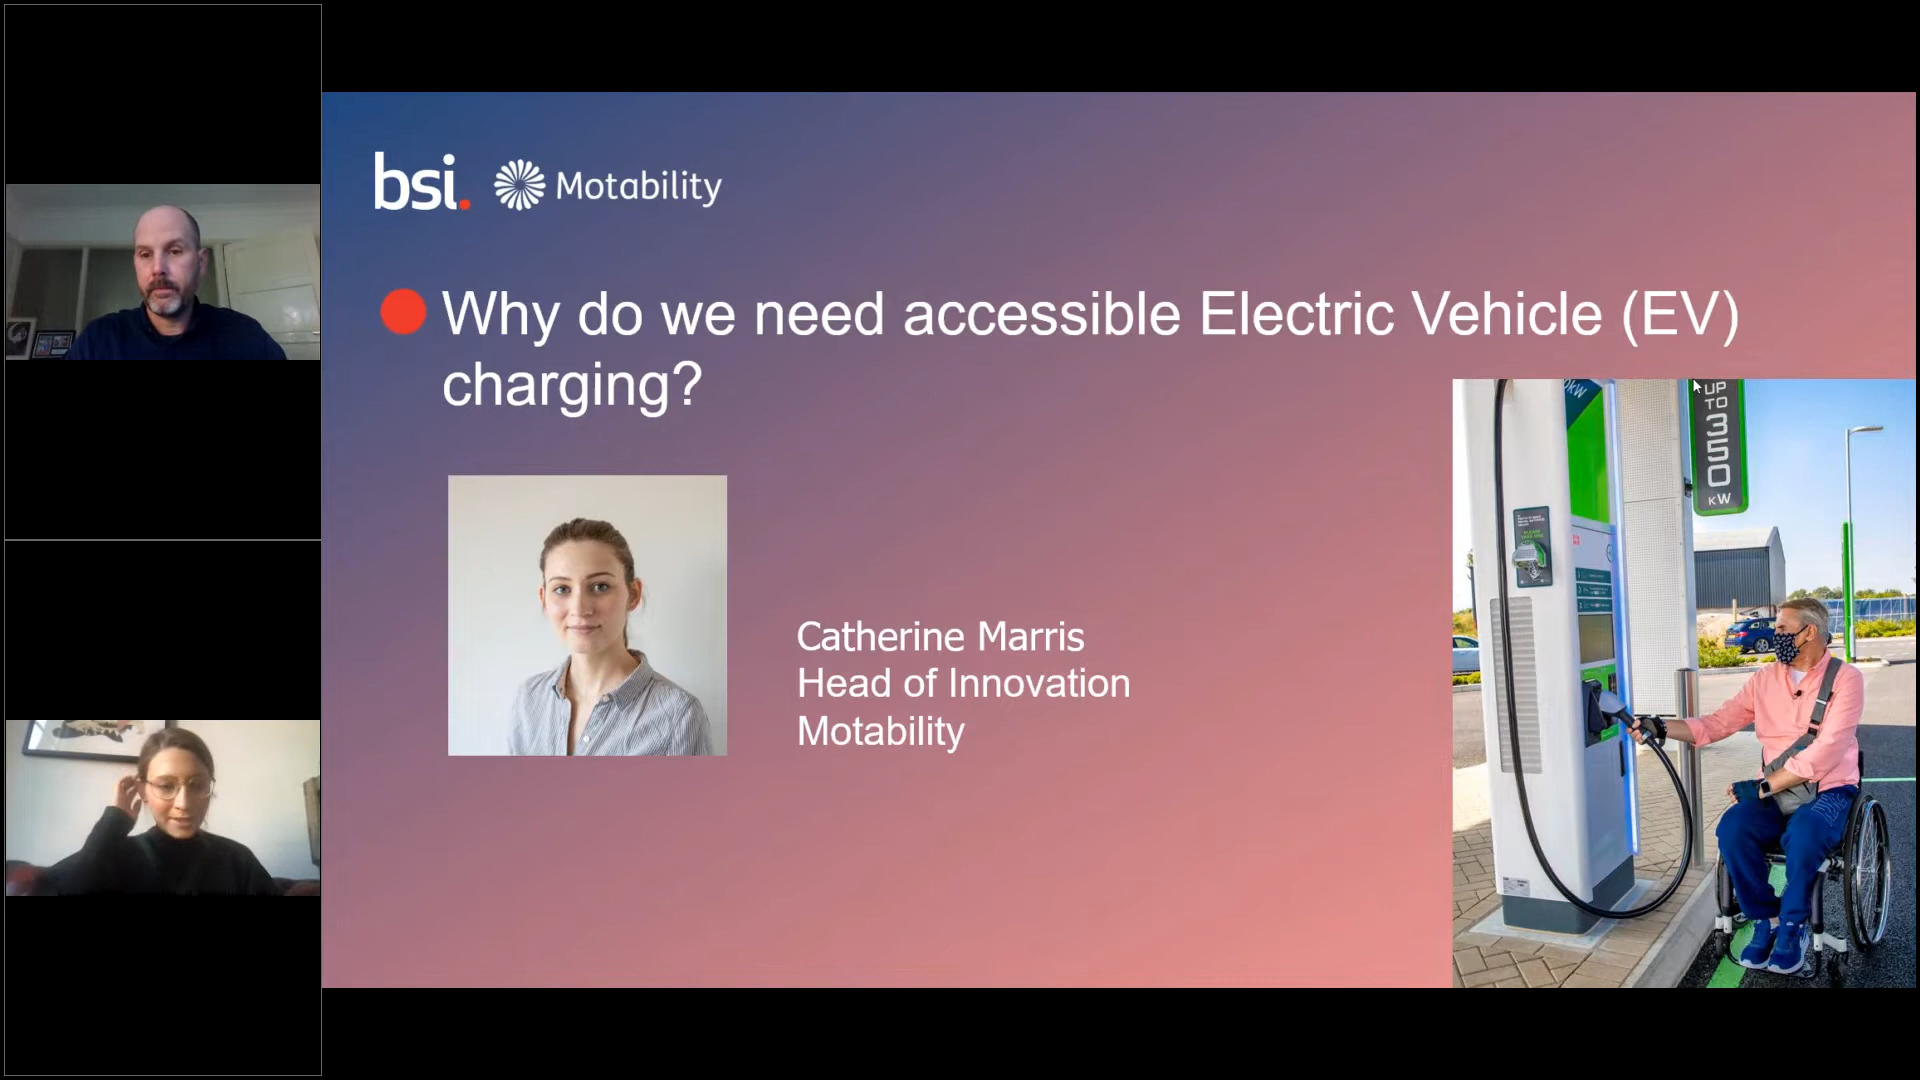 bsi.
Motability
Why do we need accessible Electric Vehicle (EV)
charging?
Catherine Marris
Head of Innovation
Motability
UP
TO
350
kW